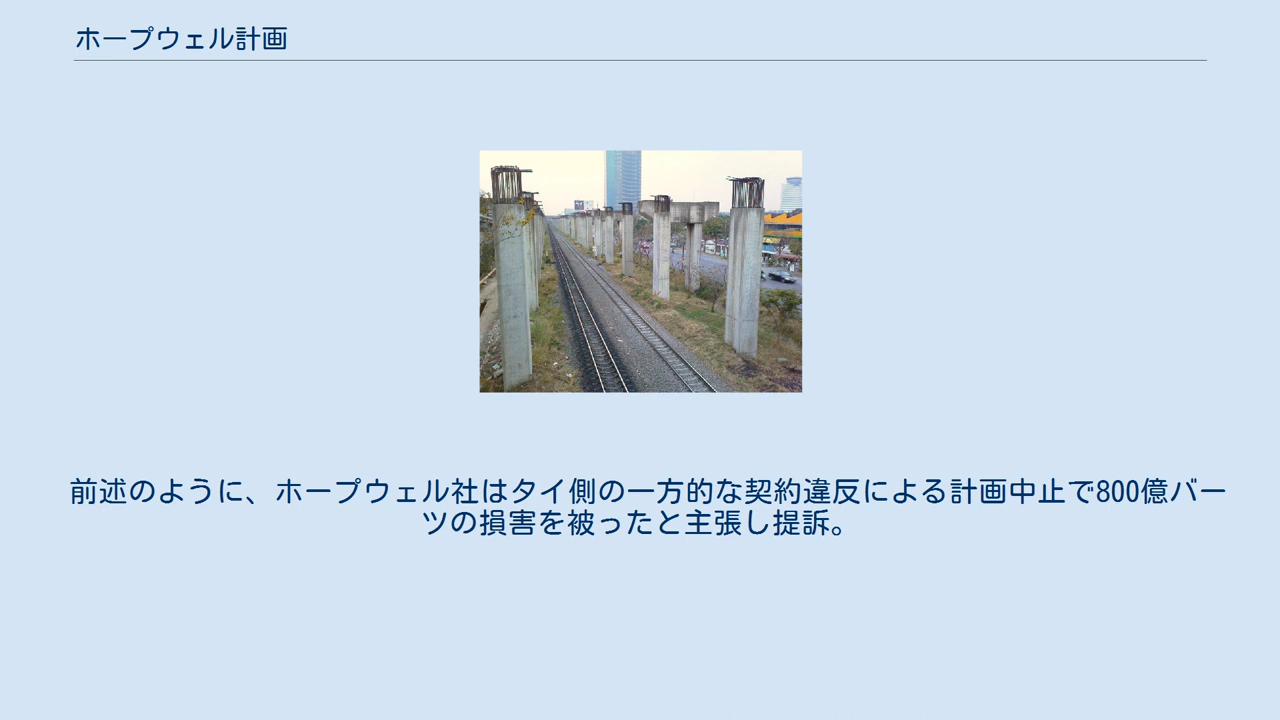 ホープウェル計画
前述のように、ホープウェル社はタイ側の一方的な契約違反による計画中止で800億バー
ツの損害を被ったと主張し提訴。